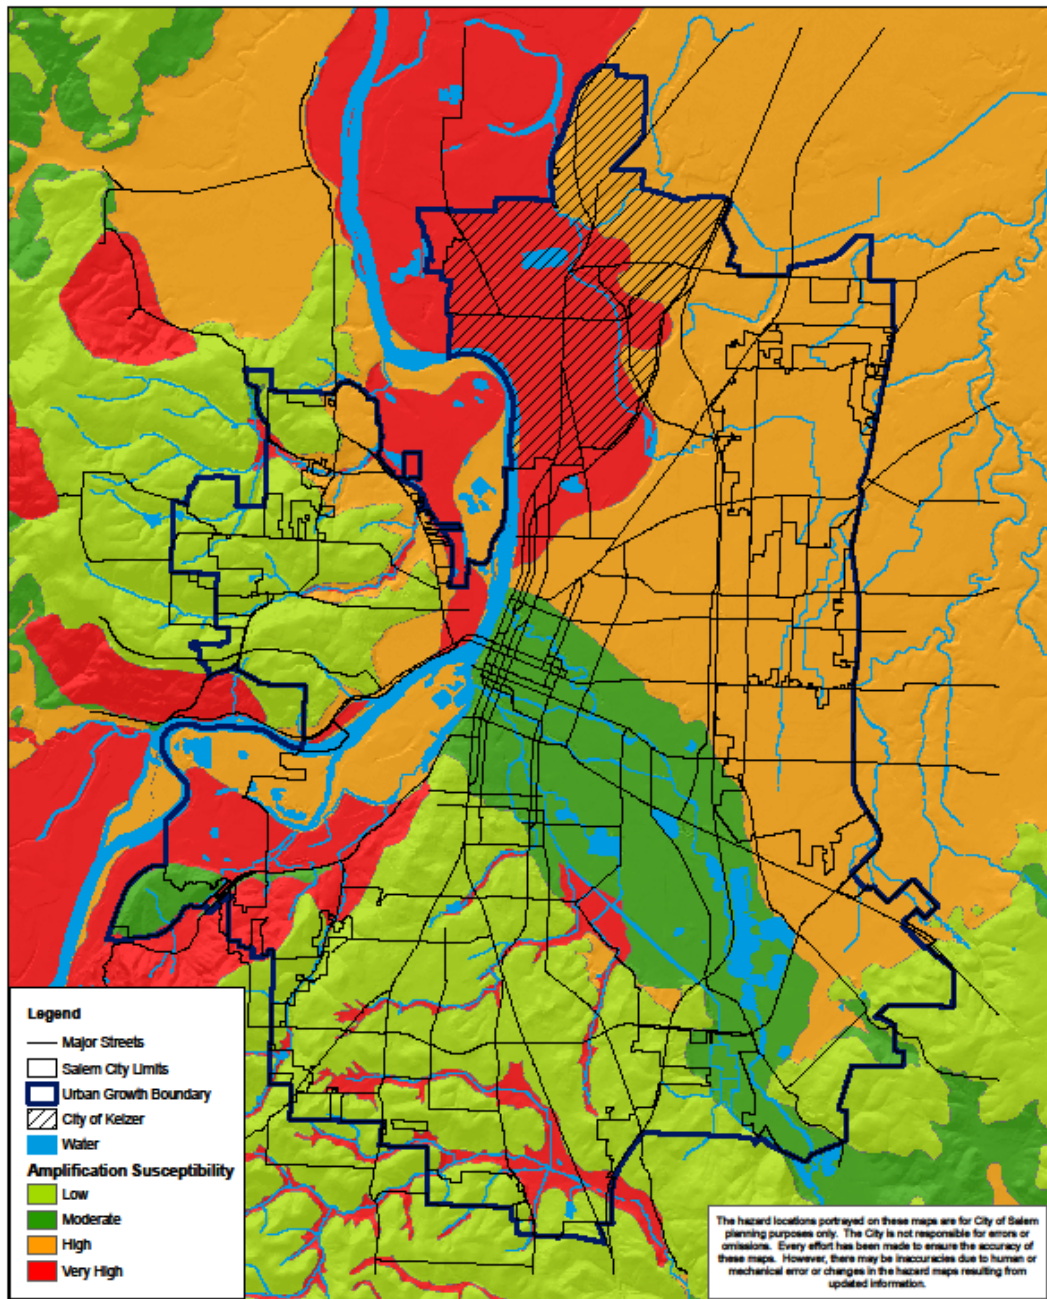 Legend
Major Streets
Salem City Limits
Urban Growth Boundary
City of Keizer
Water
Amplification Susceptibility
Low
Moderate
High
Very High
The hazard locations portrayed on these maps are for City of Salem
planning purposes only. The City is not responsible for errors or
omissions. Every effort has been made to ensure the accuracy of
these maps. However, there may be inaccuracies due to human or
mechanical error or changes in the hazard maps resulting from
updated information.